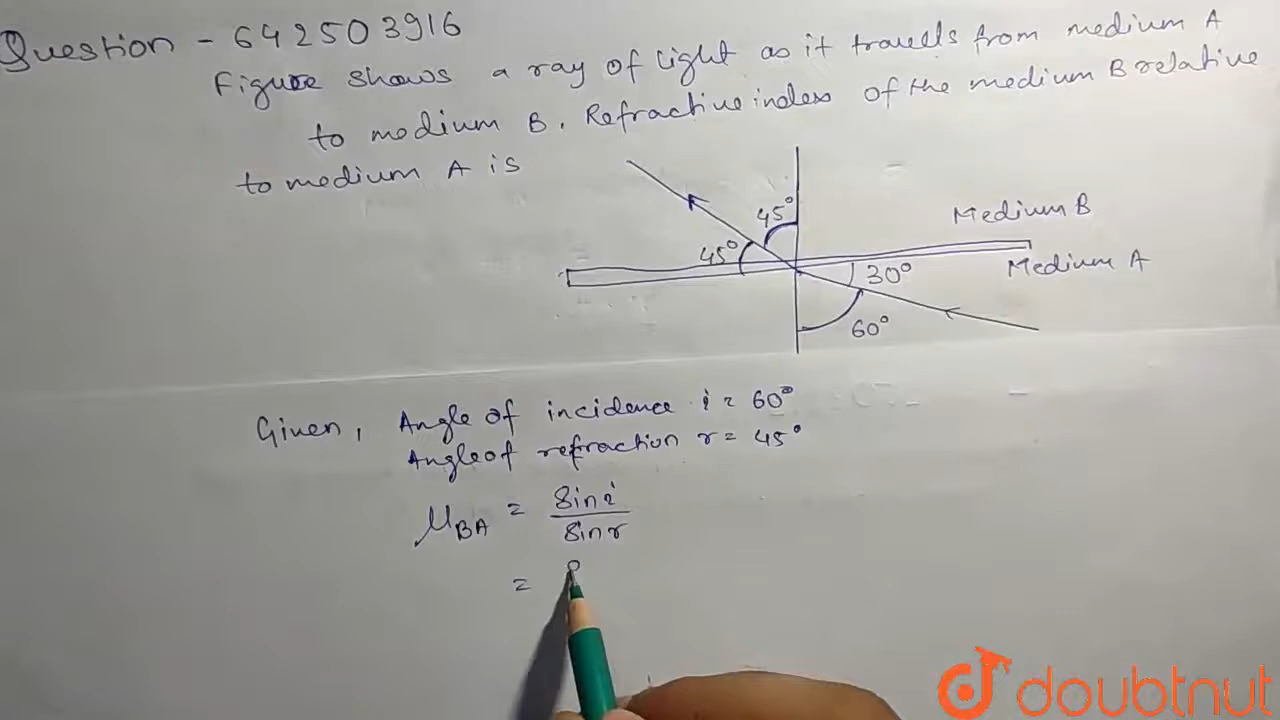 Question - 642503916
Figure shows a ray of light as it travells from medium A
to medium B. Refractive index of the medium B relative
to medium A is
45°
Medium B
45°
Medium A
30°
60°
Given, Angle of incidence i = 60°
Angle of refraction r = 45°
μBA = sin i / sin r
=
doubtnut